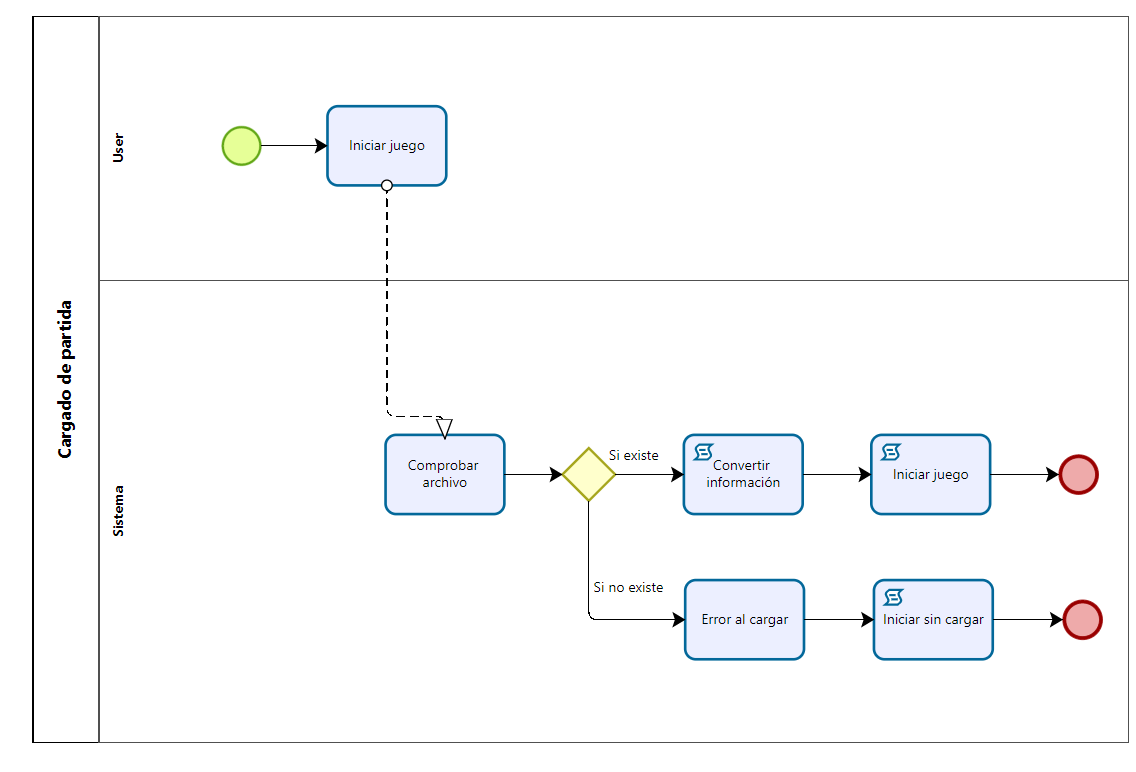 Cargado de partida
User
Iniciar juego
Sistema
Comprobar
archivo
Si existe
Convertir
información
Iniciar juego
Si no existe
Error al cargar
Iniciar sin cargar